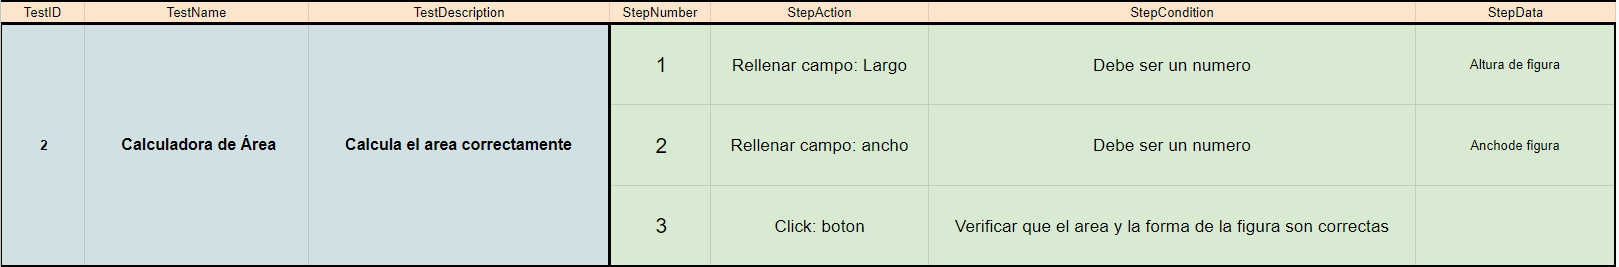 TestID TestName TestDescription StepNumber StepAction StepCondition StepData
2 Calculadora de Área Calcula el area correctamente
1 Rellenar campo: Largo Debe ser un numero Altura de figura
2 Rellenar campo: ancho Debe ser un numero Anchode figura
3 Click: boton Verificar que el area y la forma de la figura son correctas